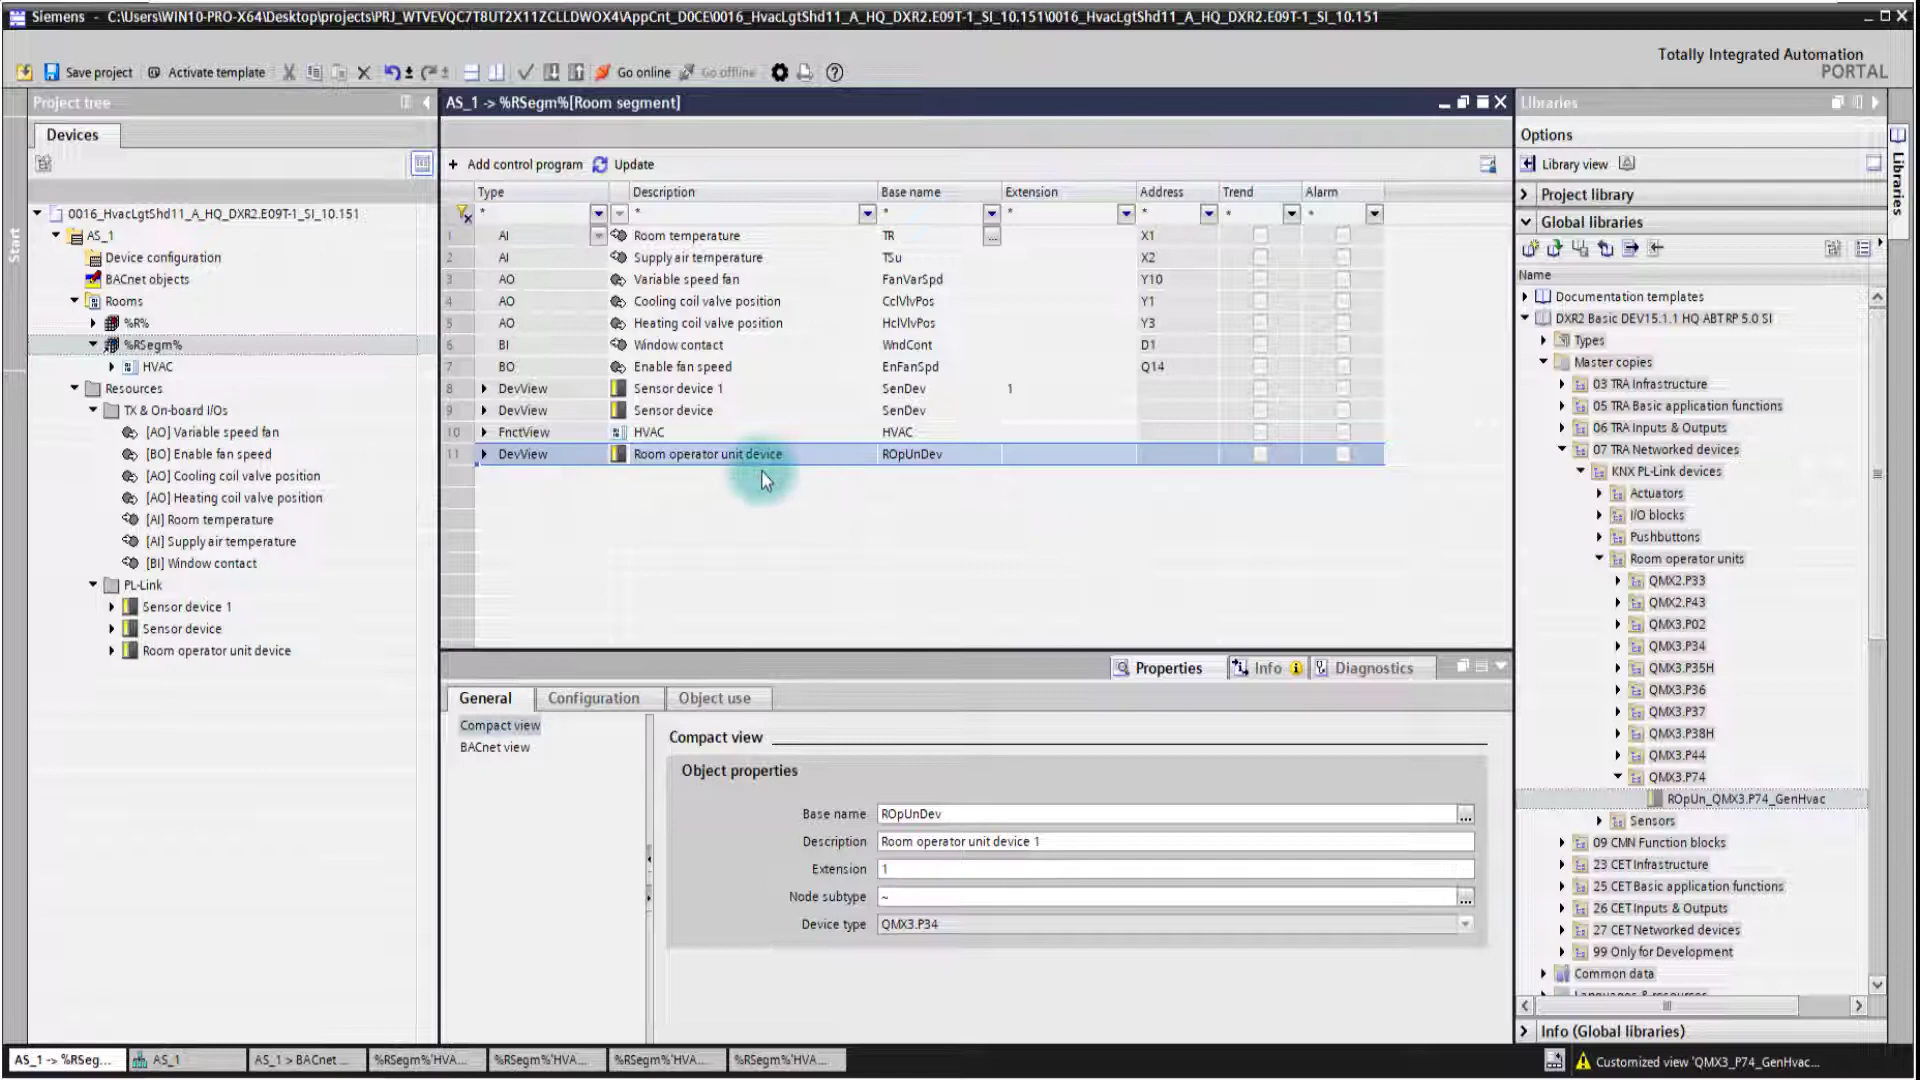 Siemens - C:\Users\WIN10-PRO-X64\Desktop\projects\PRJ_WTVEVQC7T8UT2X11ZCLLDWOX4\AppCnt_D0CE\0016_HvacLgtShd11_A_HQ_DXR2.E09T-1_SI_10.151\0016_HvacLgtShd11_A_HQ_DXR2.E09T-1_SI_10.151
Totally Integrated Automation
PORTAL
Save project Activate template Go online Go offline
Project tree
Devices
Start
0016_HvacLgtShd11_A_HQ_DXR2.E09T-1_SI_10.151
AS_1
Device configuration
BACnet objects
Rooms
%R%
%RSegm%
HVAC
Resources
TX & On-board I/Os
[AO] Variable speed fan
[BO] Enable fan speed
[AO] Cooling coil valve position
[AO] Heating coil valve position
[AI] Room temperature
[AI] Supply air temperature
[BI] Window contact
PL-Link
Sensor device 1
Sensor device
Room operator unit device
AS_1 -> %RSegm%[Room segment]
+ Add control program Update
Type Description Base name Extension Address Trend Alarm
* * * * * * *
1 AI Room temperature TR ... X1
2 AI Supply air temperature TSu X2
3 AO Variable speed fan FanVarSpd Y10
4 AO Cooling coil valve position CclVlvPos Y1
5 AO Heating coil valve position HclVlvPos Y3
6 BI Window contact WndCont D1
7 BO Enable fan speed EnFanSpd Q14
8 DevView Sensor device 1 SenDev 1
9 DevView Sensor device SenDev
10 FnctView HVAC HVAC
11 DevView Room operator unit device ROpUnDev
Properties Info Diagnostics
General Configuration Object use
Compact view
BACnet view
Compact view
Object properties
Base name ROpUnDev ...
Description Room operator unit device 1
Extension 1
Node subtype ~ ...
Device type QMX3.P34
Libraries
Options
Library view
Libraries
Project library
Global libraries
Name
Documentation templates
DXR2 Basic DEV15.1.1 HQ ABT RP 5.0 SI
Types
Master copies
03 TRA Infrastructure
05 TRA Basic application functions
06 TRA Inputs & Outputs
07 TRA Networked devices
KNX PL-Link devices
Actuators
I/O blocks
Pushbuttons
Room operator units
QMX2.P33
QMX2.P43
QMX3.P02
QMX3.P34
QMX3.P35H
QMX3.P36
QMX3.P37
QMX3.P38H
QMX3.P44
QMX3.P74
ROpUn_QMX3.P74_GenHvac
Sensors
09 CMN Function blocks
23 CET Infrastructure
25 CET Basic application functions
26 CET Inputs & Outputs
27 CET Networked devices
99 Only for Development
Common data
Languages & resources
Info (Global libraries)
AS_1 -> %RSeg... AS_1 AS_1 > BACnet ... %RSegm%'HVA... %RSegm%'HVA... %RSegm%'HVA... %RSegm%'HVA... Customized view 'QMX3_P74_GenHvac...